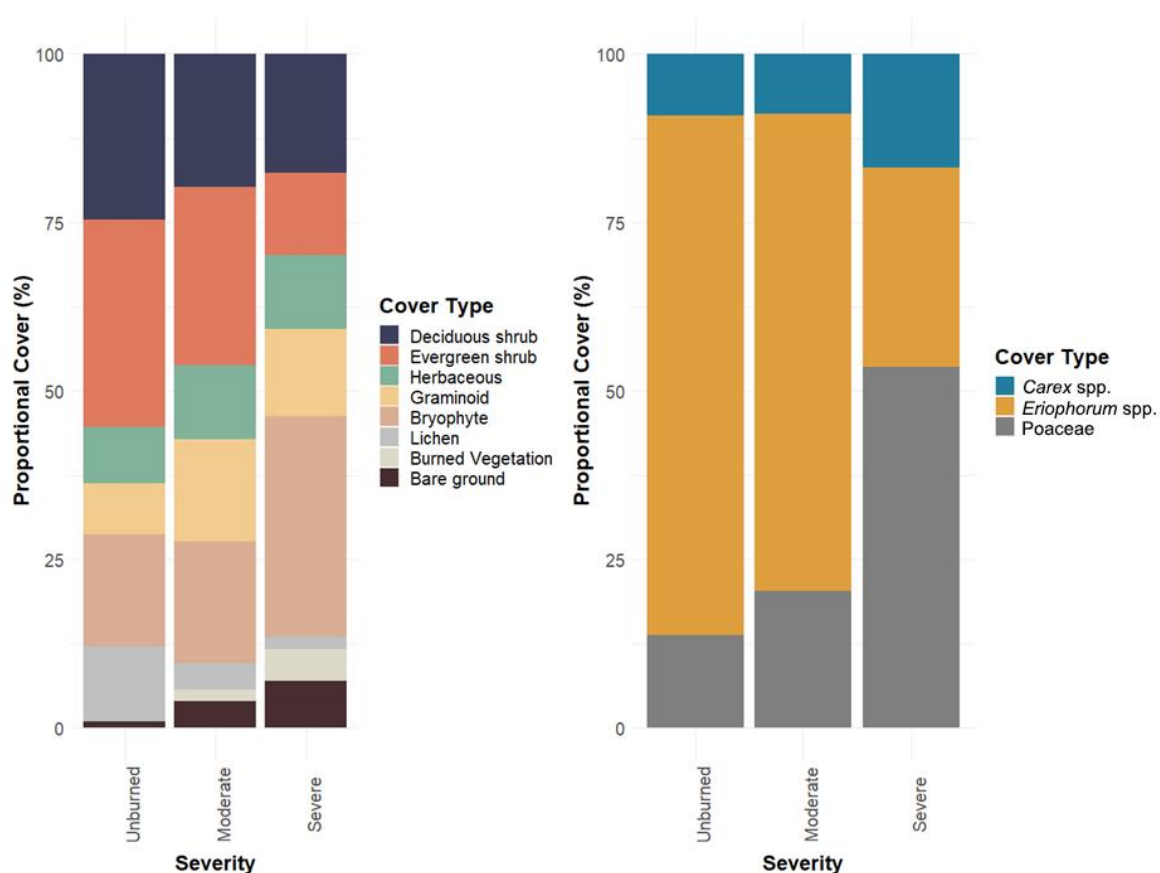 100
75
50
25
0
Proportional Cover (%)
Unburned
Moderate
Severe
Severity
Cover Type
Deciduous shrub
Evergreen shrub
Herbaceous
Graminoid
Bryophyte
Lichen
Burned Vegetation
Bare ground
100
75
50
25
0
Proportional Cover (%)
Unburned
Moderate
Severe
Severity
Cover Type
Carex spp.
Eriophorum spp.
Poaceae